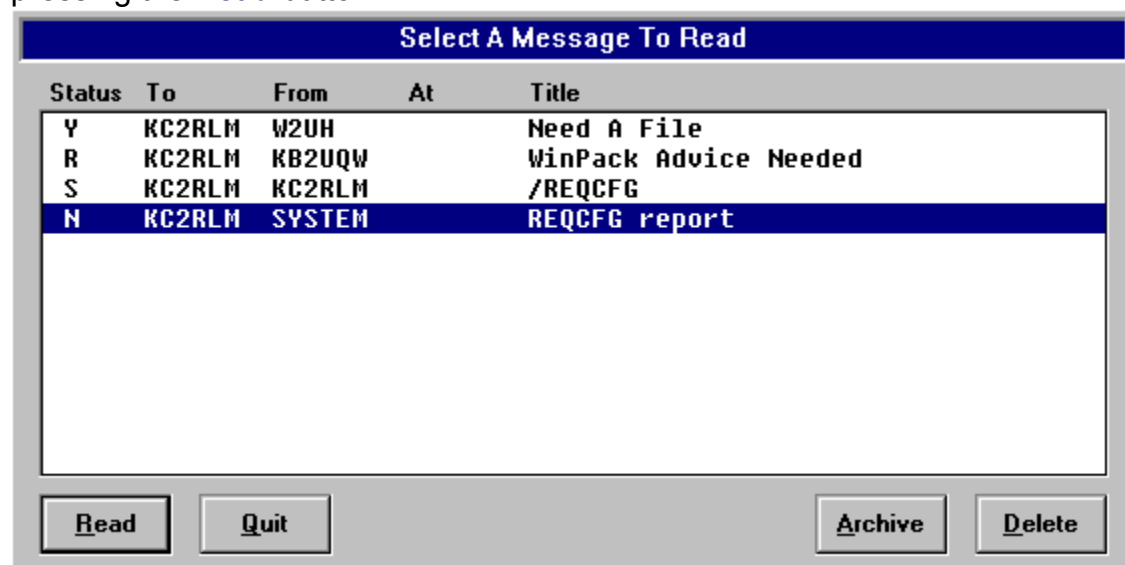 Select A Message To Read
Status To From At Title
Y KC2RLM W2UH Need A File
R KC2RLM KB2UQW WinPack Advice Needed
S KC2RLM KC2RLM /REQCFG
N KC2RLM SYSTEM REQCFG report
Read Quit Archive Delete